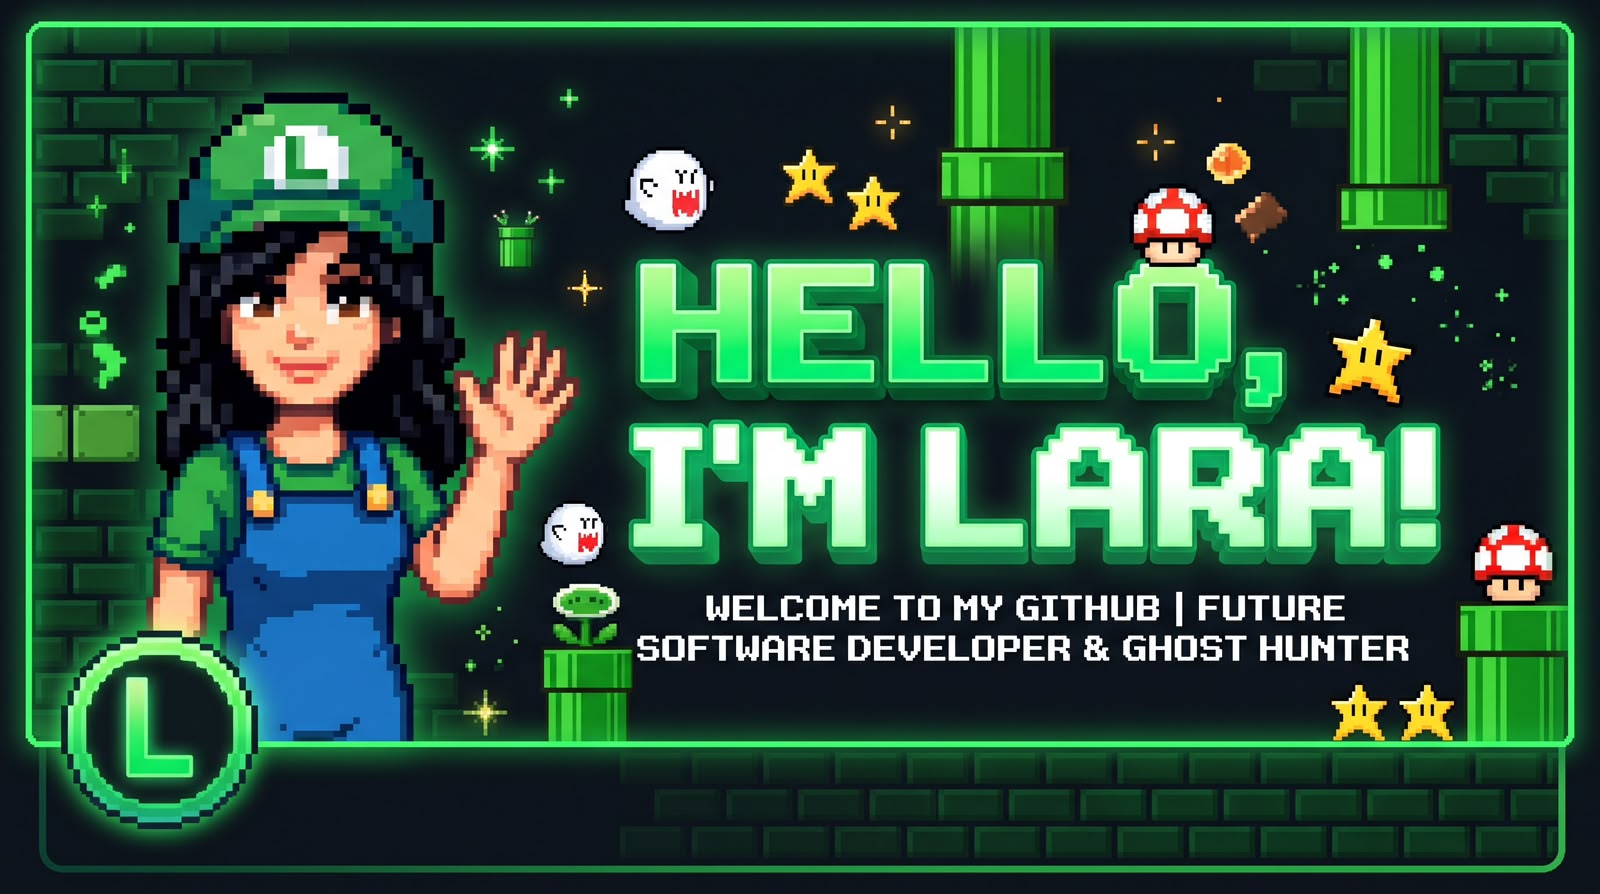 L
HELLO,
I'M LARA!
WELCOME TO MY GITHUB | FUTURE
SOFTWARE DEVELOPER & GHOST HUNTER
L